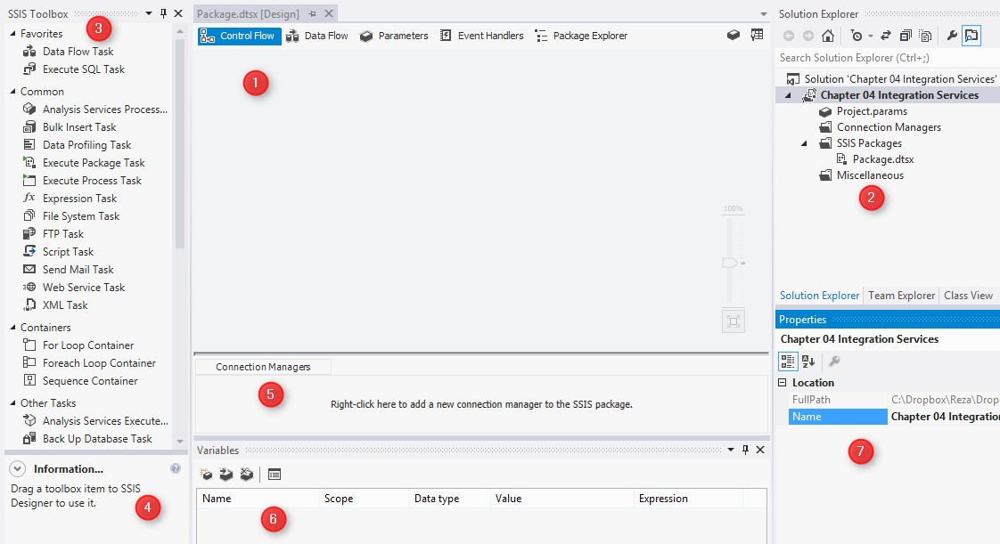 SSIS Toolbox
3
Favorites
Data Flow Task
Execute SQL Task
Common
Analysis Services Process...
Bulk Insert Task
Data Profiling Task
Execute Package Task
Execute Process Task
Expression Task
File System Task
FTP Task
Script Task
Send Mail Task
Web Service Task
XML Task
Containers
For Loop Container
Foreach Loop Container
Sequence Container
Other Tasks
Analysis Services Execute...
Back Up Database Task
Information...
Drag a toolbox item to SSIS
Designer to use it.
4
Package.dtsx [Design]
Control Flow Data Flow Parameters Event Handlers Package Explorer
1
100%
Connection Managers
5
Right-click here to add a new connection manager to the SSIS package.
Variables
Name Scope Data type Value Expression
6
Solution Explorer
Search Solution Explorer (Ctrl+;)
Solution 'Chapter 04 Integration Services'
Chapter 04 Integration Services
Project.params
Connection Managers
SSIS Packages
Package.dtsx
Miscellaneous
2
Solution Explorer Team Explorer Class View
Properties
Chapter 04 Integration Services
Location
FullPath C:\Dropbox\Reza\Drop
Name Chapter 04 Integratio
7